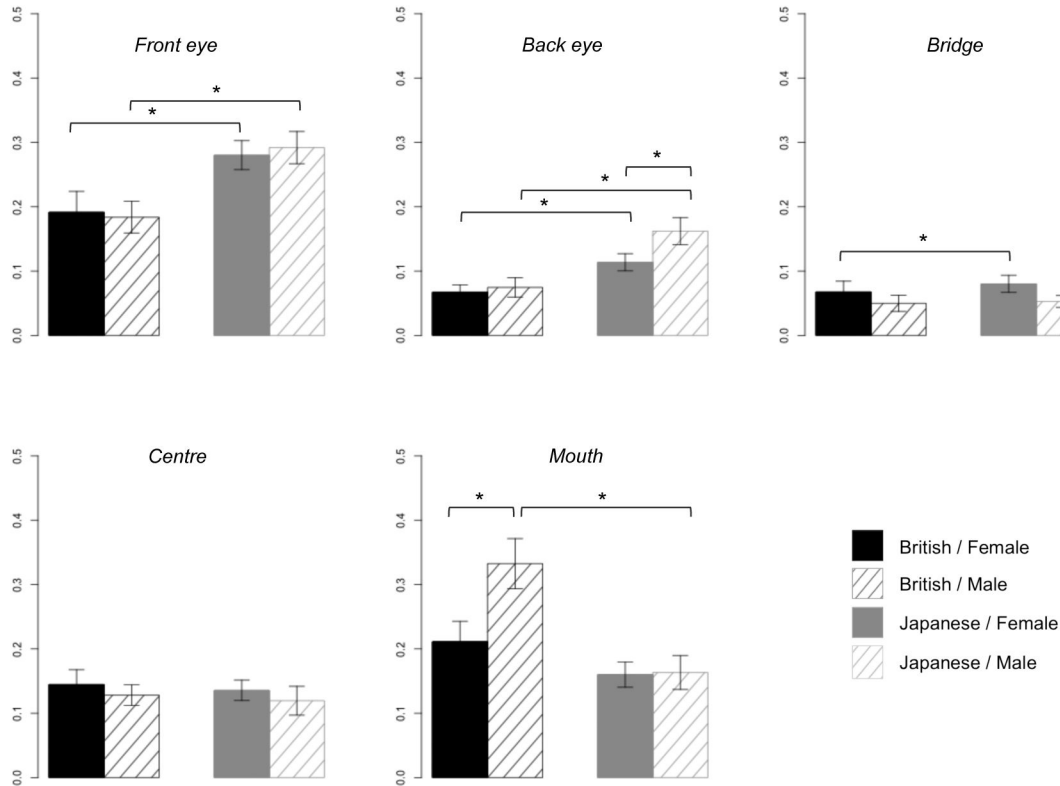 Front eye
0.0 0.1 0.2 0.3 0.4 0.5
*
*
Back eye
0.0 0.1 0.2 0.3 0.4 0.5
*
*
*
Bridge
0.0 0.1 0.2 0.3 0.4 0.5
*
Centre
0.0 0.1 0.2 0.3 0.4 0.5
Mouth
0.0 0.1 0.2 0.3 0.4 0.5
*
*
British / Female
British / Male
Japanese / Female
Japanese / Male